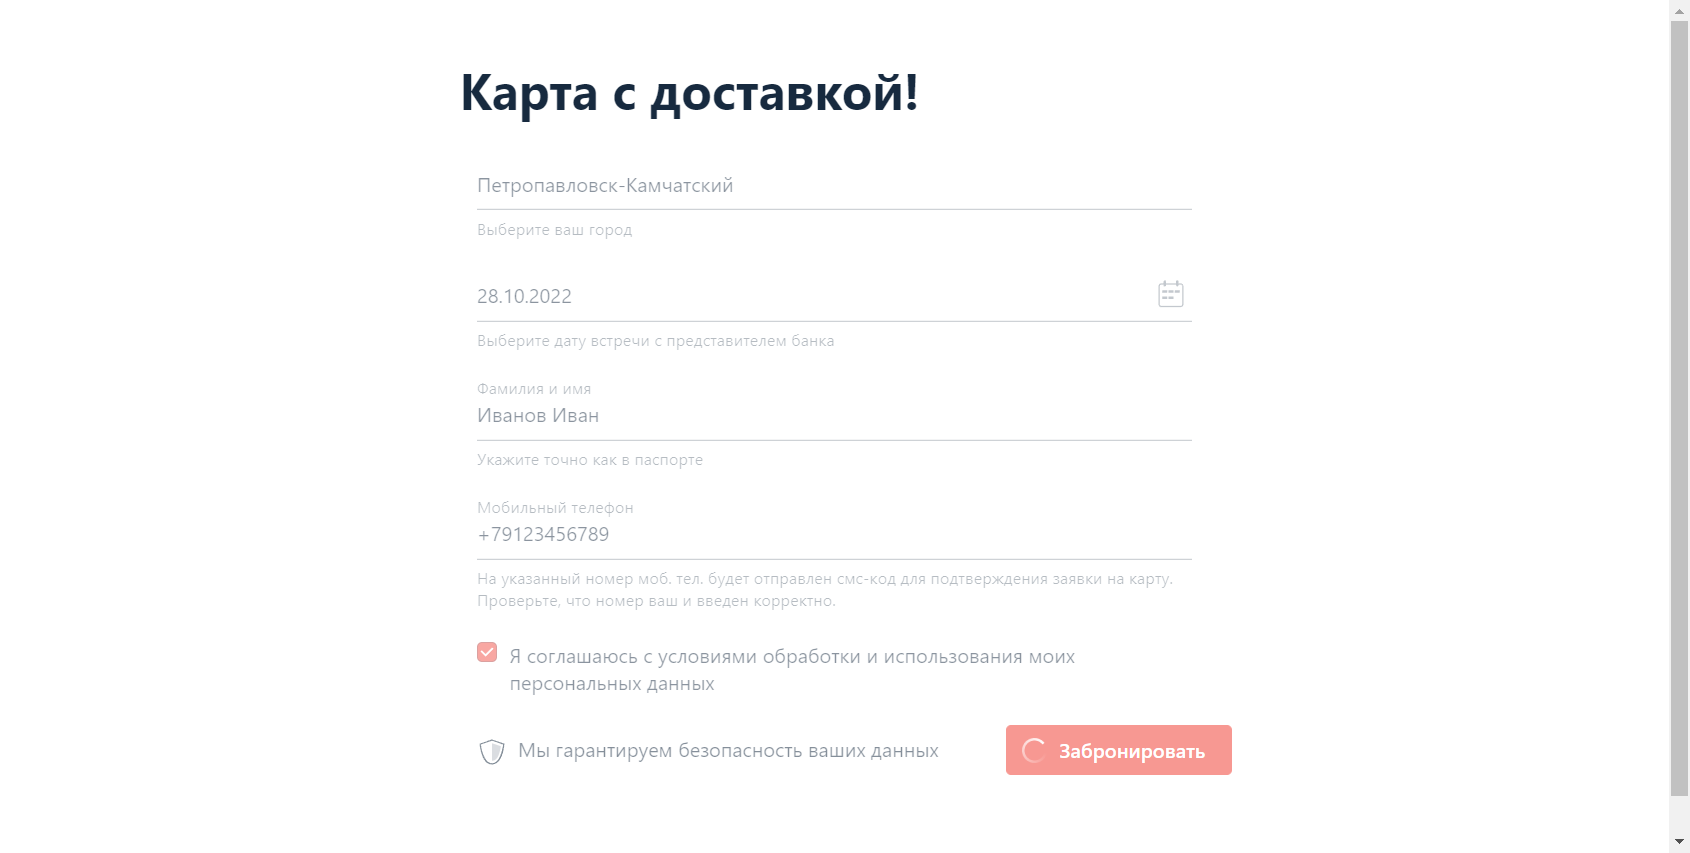 Карта с доставкой!
Петропавловск-Камчатский
Выберите ваш город
28.10.2022
Выберите дату встречи с представителем банка
Фамилия и имя
Иванов Иван
Укажите точно как в паспорте
Мобильный телефон
+79123456789
На указанный номер моб. тел. будет отправлен смс-код для подтверждения заявки на карту.
Проверьте, что номер ваш и введен корректно.
Я соглашаюсь с условиями обработки и использования моих
персональных данных
Мы гарантируем безопасность ваших данных
Забронировать